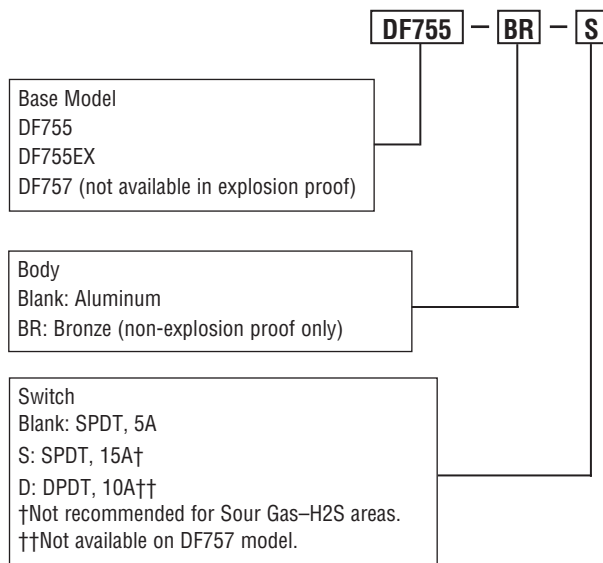 DF755 – BR – S
Base Model
DF755
DF755EX
DF757 (not available in explosion proof)
Body
Blank: Aluminum
BR: Bronze (non-explosion proof only)
Switch
Blank: SPDT, 5A
S: SPDT, 15A†
D: DPDT, 10A††
†Not recommended for Sour Gas–H2S areas.
††Not available on DF757 model.